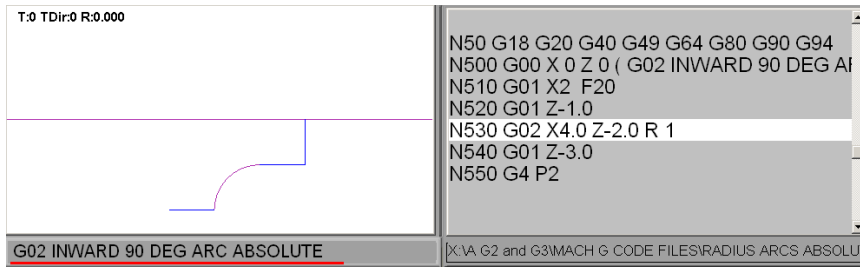 T:0 TDir:0 R:0.000
N50 G18 G20 G40 G49 G64 G80 G90 G94
N500 G00 X 0 Z 0 ( G02 INWARD 90 DEG
N510 G01 X2  F20
N520 G01 Z-1.0
N530 G02 X4.0 Z-2.0 R 1
N540 G01 Z-3.0
N550 G4 P2
G02 INWARD 90 DEG ARC ABSOLUTE
X:\A G2 and G3\MACH G CODE FILES\RADIUS ARCS ABSOLU